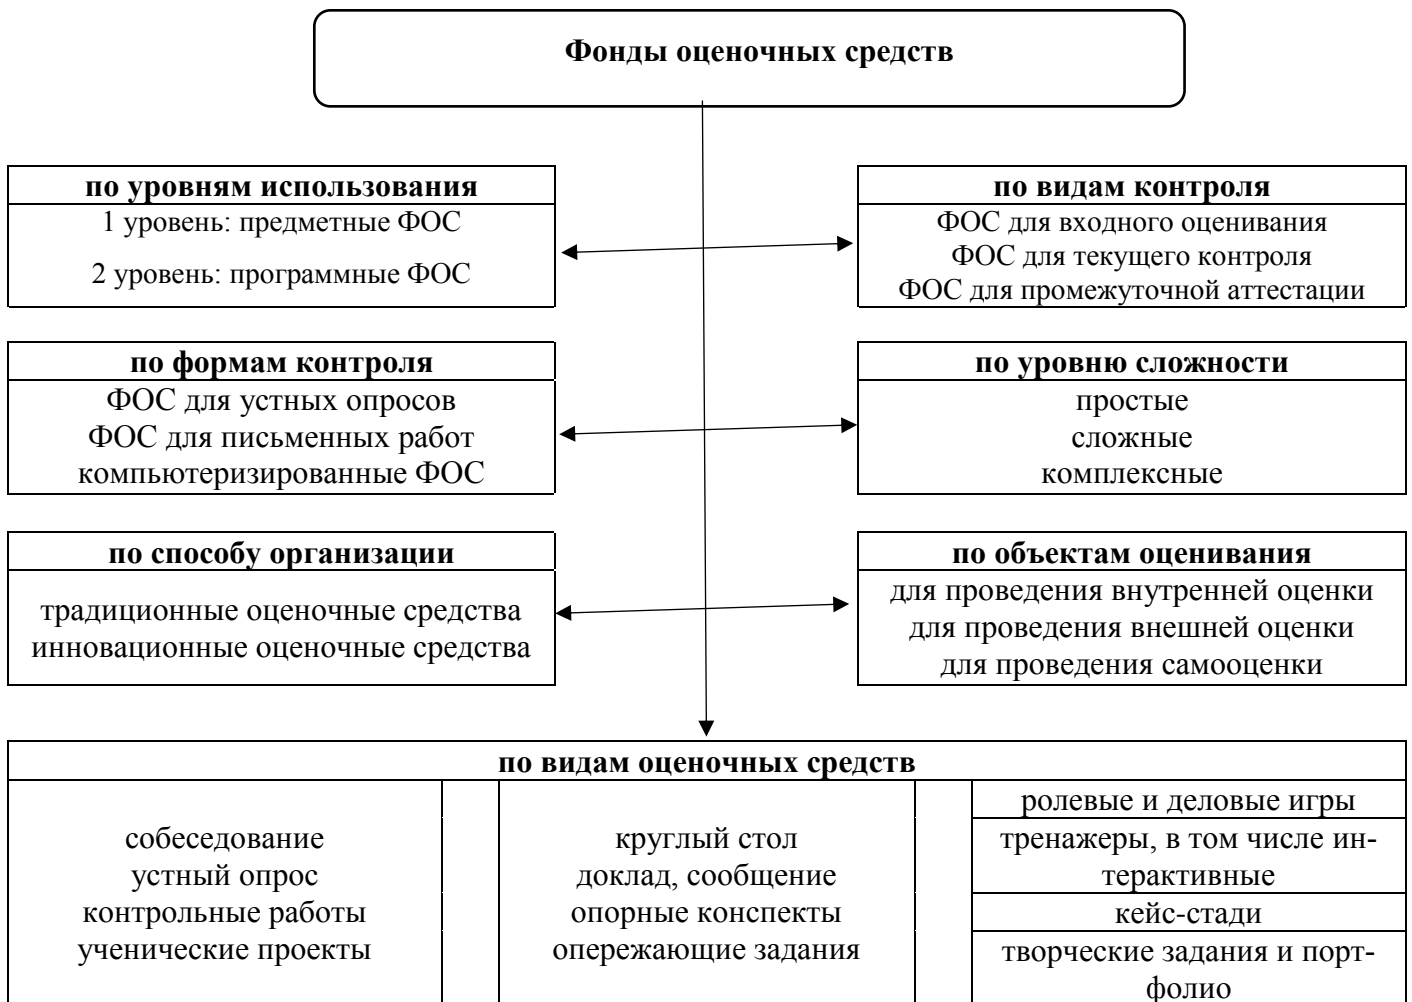 Фонды оценочных средств
по уровням использования
1 уровень: предметные ФОС
2 уровень: программные ФОС
по видам контроля
ФОС для входного оценивания
ФОС для текущего контроля
ФОС для промежуточной аттестации
по формам контроля
ФОС для устных опросов
ФОС для письменных работ
компьютеризированные ФОС
по уровню сложности
простые
сложные
комплексные
по способу организации
традиционные оценочные средства
инновационные оценочные средства
по объектам оценивания
для проведения внутренней оценки
для проведения внешней оценки
для проведения самооценки
по видам оценочных средств
собеседование
устный опрос
контрольные работы
ученические проекты
круглый стол
доклад, сообщение
опорные конспекты
опережающие задания
ролевые и деловые игры
тренажеры, в том числе ин-
терактивные
кейс-стади
творческие задания и порт-
фолио